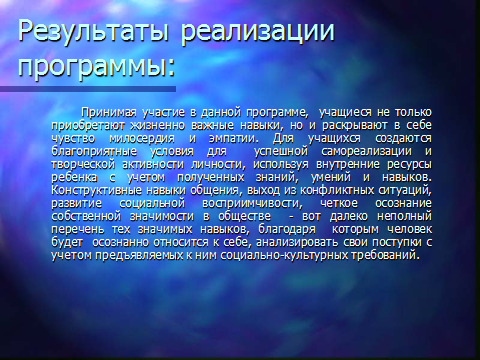 Результаты реализации
программы:
Принимая участие в данной программе, учащиеся не только
приобретают жизненно важные навыки, но и раскрывают в себе
чувство милосердия и эмпатии. Для учащихся создаются
благоприятные условия для успешной самореализации и
творческой активности личности, используя внутренние ресурсы
ребенка с учетом полученных знаний, умений и навыков.
Конструктивные навыки общения, выход из конфликтных ситуаций,
развитие социальной восприимчивости, четкое осознание
собственной значимости в обществе - вот далеко неполный
перечень тех значимых навыков, благодаря которым человек
будет осознанно относится к себе, анализировать свои поступки с
учетом предъявляемых к ним социально-культурных требований.